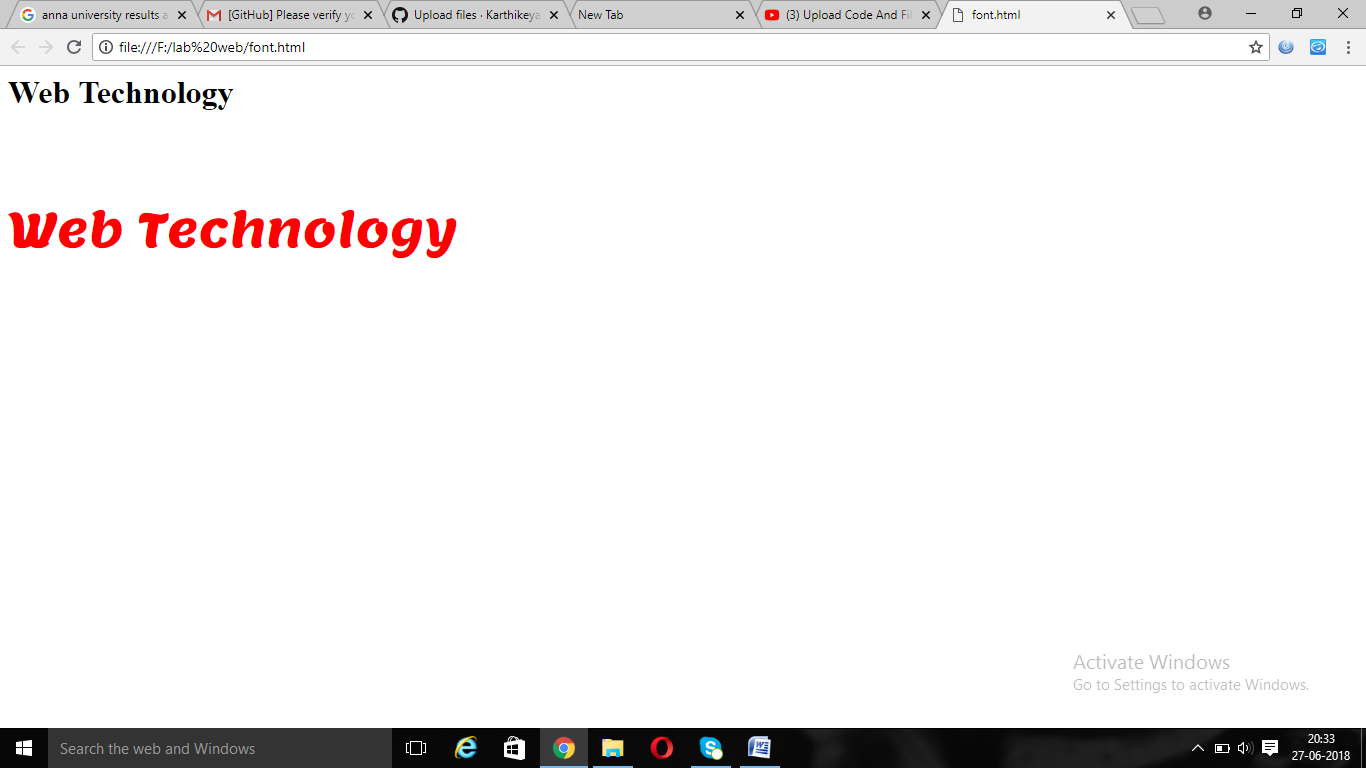 anna university results a
[GitHub] Please verify yo
Upload files · Karthikeya
New Tab
(3) Upload Code And Fil
font.html
file:///F:/lab%20web/font.html
Web Technology
Web Technology
Activate Windows
Go to Settings to activate Windows.
Search the web and Windows
20:33
27-06-2018